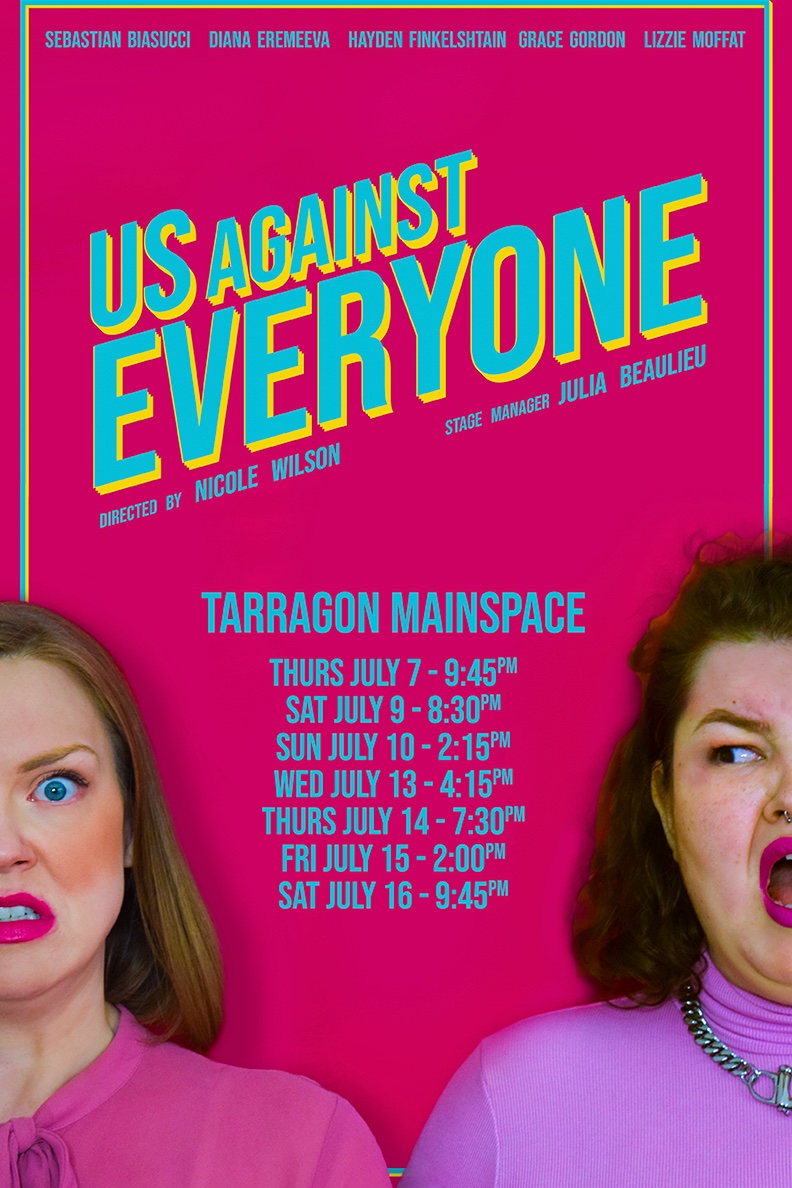 SEBASTIAN BIASUCCI DIANA EREMEEVA HAYDEN FINKELSHTAIN GRACE GORDON LIZZIE MOFFAT
US AGAINST
EVERYONE
DIRECTED BY NICOLE WILSON
STAGE MANAGER JULIA BEAULIEU
TARRAGON MAINSPACE
THURS JULY 7 - 9:45PM
SAT JULY 9 - 8:30PM
SUN JULY 10 - 2:15PM
WED JULY 13 - 4:15PM
THURS JULY 14 - 7:30PM
FRI JULY 15 - 2:00PM
SAT JULY 16 - 9:45PM